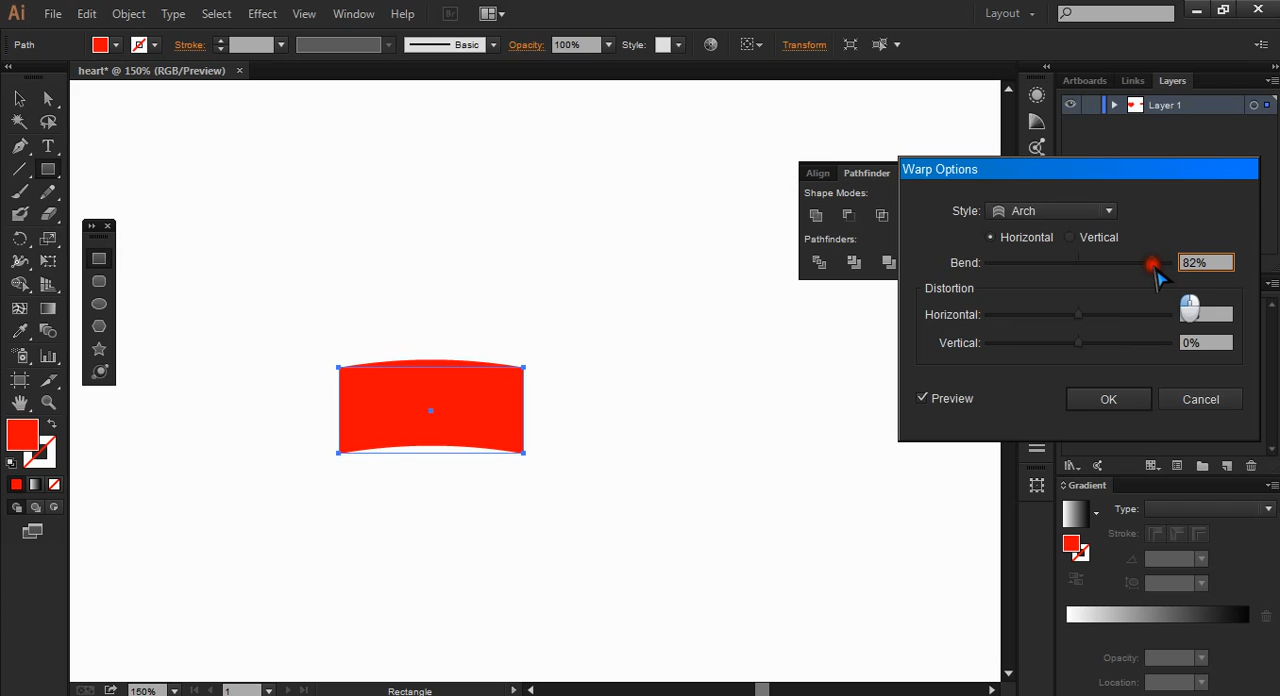 Ai File Edit Object Type Select Effect View Window Help Br Layout
Path Stroke: Basic Opacity: 100% Style: Transform
heart* @ 150% (RGB/Preview) ×
Artboards Links Layers
Layer 1
Align Pathfinder
Shape Modes:
Pathfinders:
Warp Options
Style: Arch
Horizontal Vertical
Bend: 82%
Distortion
Horizontal:
Vertical: 0%
Preview OK Cancel
Gradient
Type:
Stroke:
Opacity:
Location:
150% 1 Rectangle